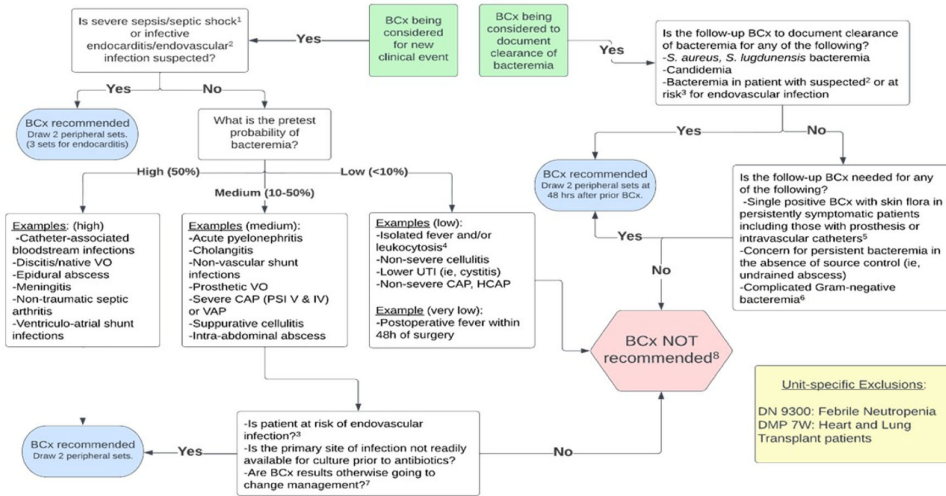 Is severe sepsis/septic shock¹
or infective
endocarditis/endovascular²
infection suspected?
Yes
BCx being
considered
for new
clinical event
BCx being
considered to
document
clearance of
bacteremia
Yes
Is the follow-up BCx to document clearance
of bacteremia for any of the following?
-S. aureus, S. lugdunensis bacteremia
-Candidemia
-Bacteremia in patient with suspected² or at
risk³ for endovascular infection
Yes
No
BCx recommended
Draw 2 peripheral sets.
(3 sets for endocarditis)
What is the pretest
probability of
bacteremia?
High (50%)
Medium (10-50%)
Low (<10%)
Yes
No
BCx recommended
Draw 2 peripheral sets at
48 hrs after prior BCx.
Yes
No
Is the follow-up BCx needed for any
of the following?
-Single positive BCx with skin flora in
persistently symptomatic patients
including those with prosthesis or
intravascular catheters⁵
-Concern for persistent bacteremia in
the absence of source control (ie,
undrained abscess)
-Complicated Gram-negative
bacteremia⁶
Examples: (high)
-Catheter-associated
bloodstream infections
-Discitis/native VO
-Epidural abscess
-Meningitis
-Non-traumatic septic
arthritis
-Ventriculo-atrial shunt
infections
Examples (medium):
-Acute pyelonephritis
-Cholangitis
-Non-vascular shunt
infections
-Prosthetic VO
-Severe CAP (PSI V & IV)
or VAP
-Suppurative cellulitis
-Intra-abdominal abscess
Examples (low):
-Isolated fever and/or
leukocytosis⁴
-Non-severe cellulitis
-Lower UTI (ie, cystitis)
-Non-severe CAP, HCAP
Example (very low):
-Postoperative fever within
48h of surgery
BCx NOT
recommended⁸
Unit-specific Exclusions:
DN 9300: Febrile Neutropenia
DMP 7W: Heart and Lung
Transplant patients
BCx recommended
Draw 2 peripheral sets.
Yes
-Is patient at risk of endovascular
infection?³
-Is the primary site of infection not readily
available for culture prior to antibiotics?
-Are BCx results otherwise going to
change management?⁷
No